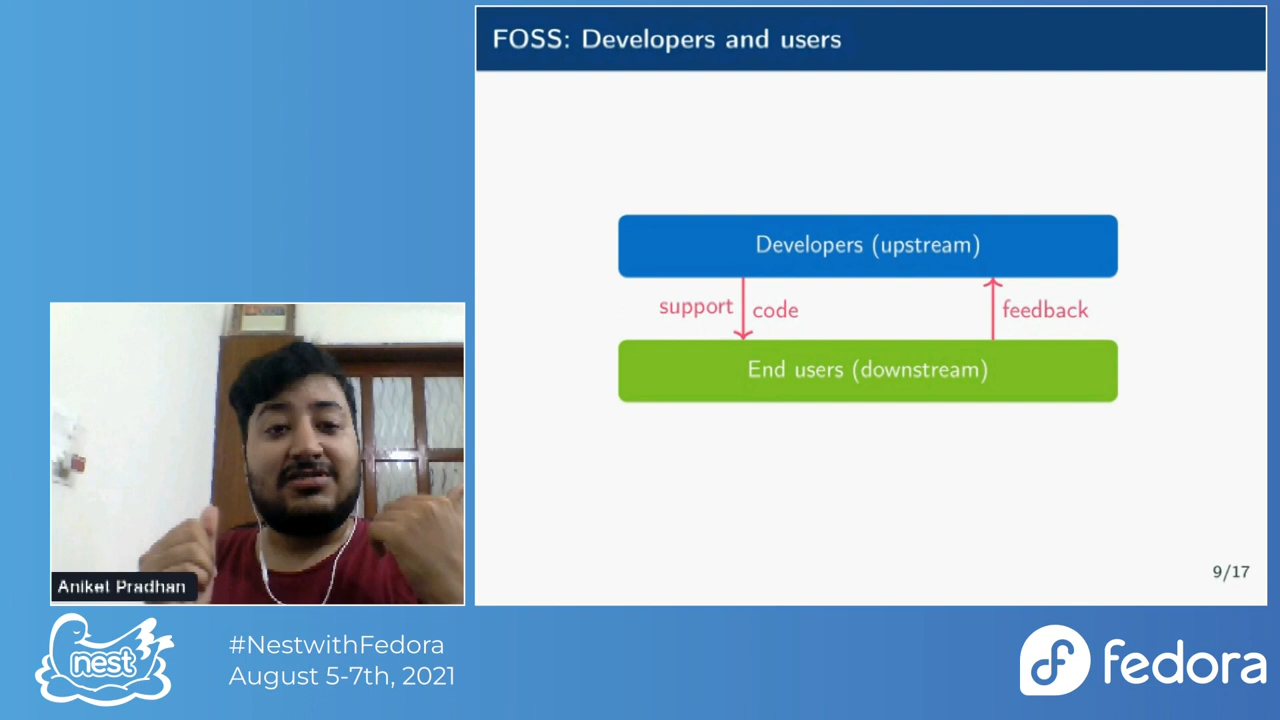 FOSS: Developers and users
Developers (upstream)
support
code
feedback
End users (downstream)
9/17
Aniket Pradhan
nest
#NestwithFedora
August 5-7th, 2021
fedora